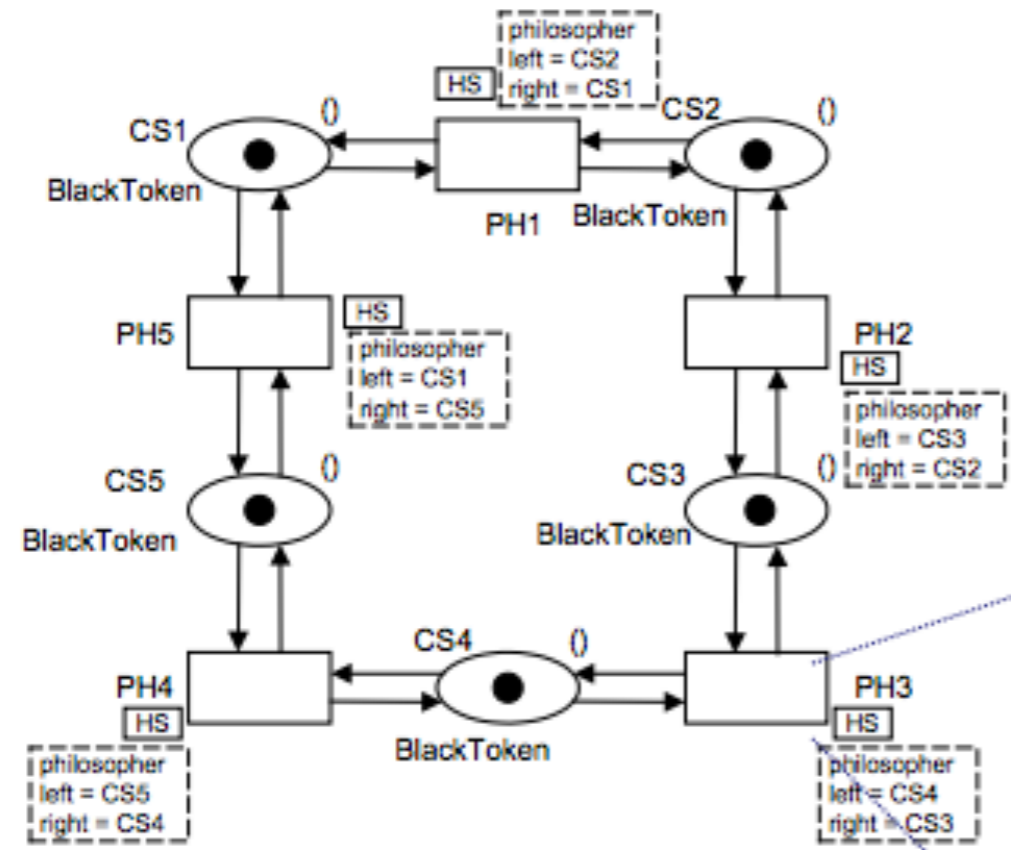 philosopher
left = CS2
right = CS1
HS
CS1
()
CS2
()
BlackToken
PH1
BlackToken
PH5
HS
philosopher
left = CS1
right = CS5
PH2
HS
philosopher
left = CS3
right = CS2
CS5
()
BlackToken
CS3
()
BlackToken
CS4
()
BlackToken
PH4
HS
philosopher
left = CS5
right = CS4
PH3
HS
philosopher
left = CS4
right = CS3